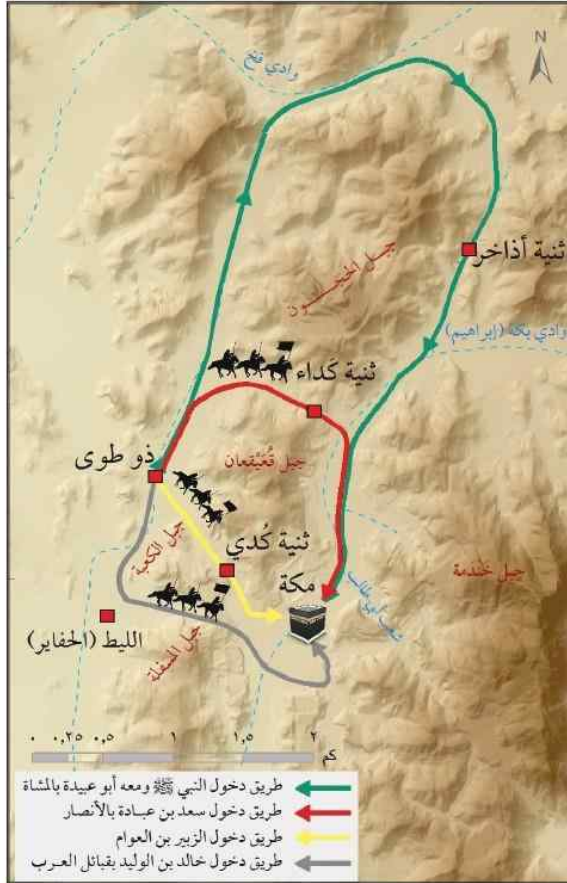 N
وادي فخ
ثنية أذاخر
جبل الحجون
وادي بكة (إبراهيم)
ثنية كَداء
جبل قُعَيْقعان
ذو طوى
جبل الكعبة
ثنية كُدي
مكة
جبل خندمة
شعب أبي طالب
الليط (الحفاير)
جبل المسفلة
٠ ٠,٢٥ ٠,٥ ١ ١,٥ ٢
كم
طريق دخول النبي ﷺ ومعه أبو عبيدة بالمشاة
طريق دخول سعد بن عبادة بالأنصار
طريق دخول الزبير بن العوام
طريق دخول خالد بن الوليد بقبائل العرب